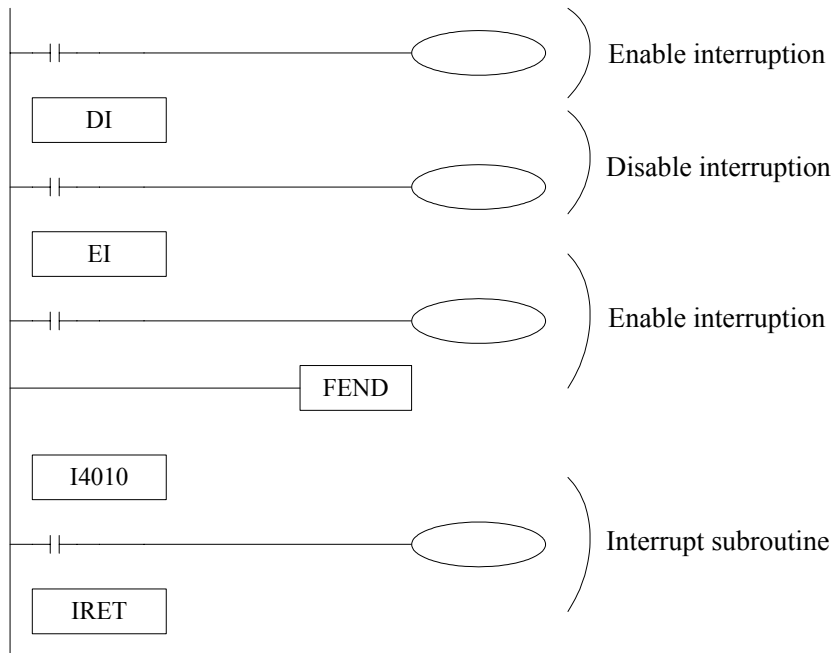 Enable interruption
DI
Disable interruption
EI
Enable interruption
FEND
I4010
Interrupt subroutine
IRET